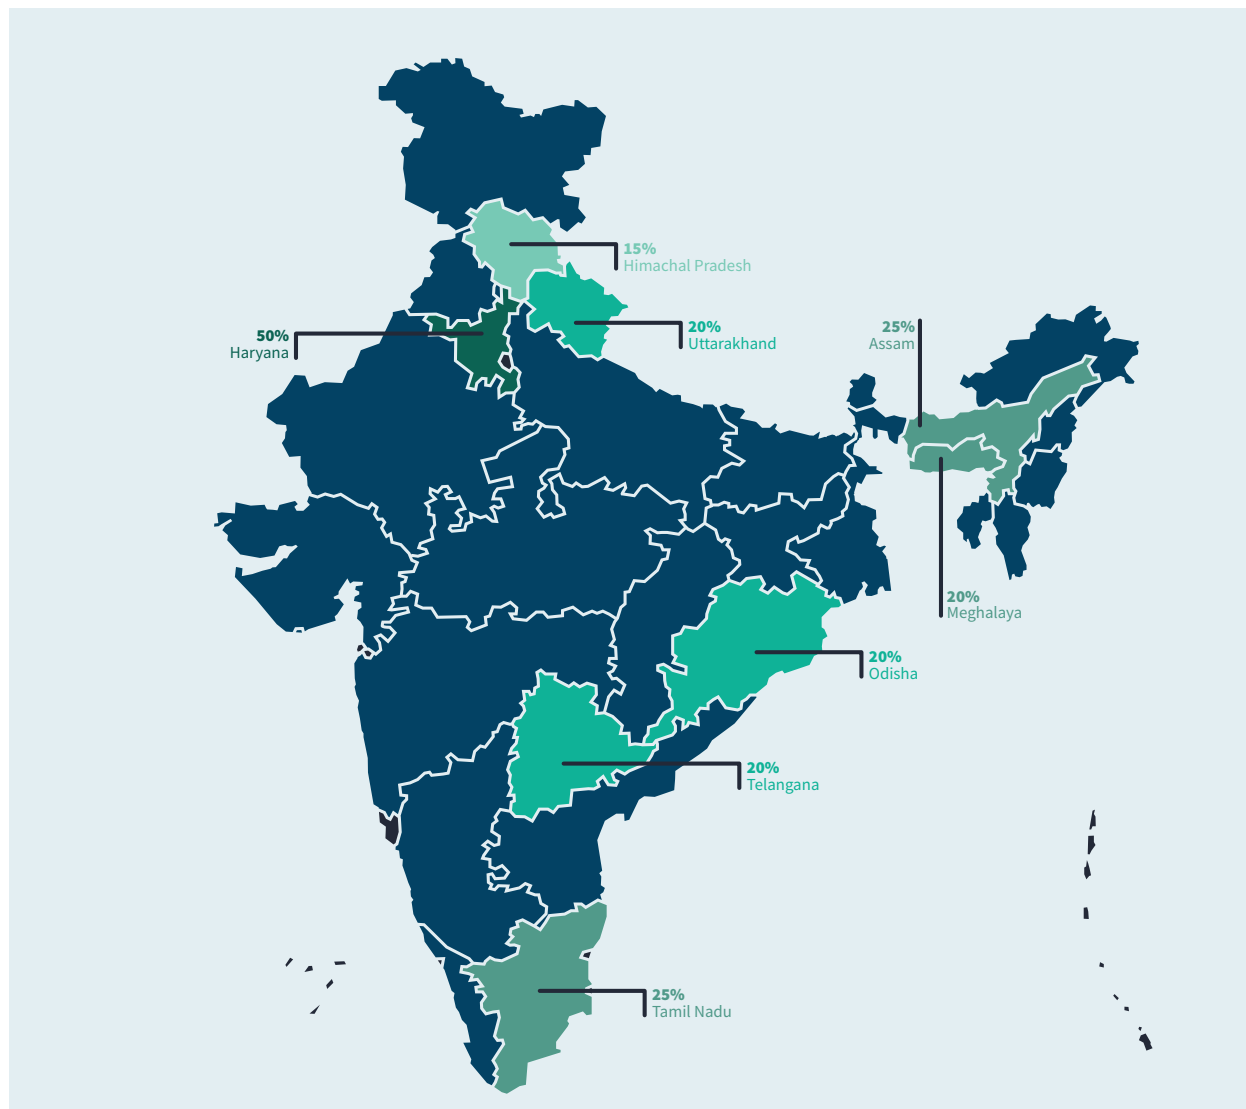 15%
Himachal Pradesh
20%
Uttarakhand
25%
Assam
50%
Haryana
20%
Meghalaya
20%
Odisha
20%
Telangana
25%
Tamil Nadu